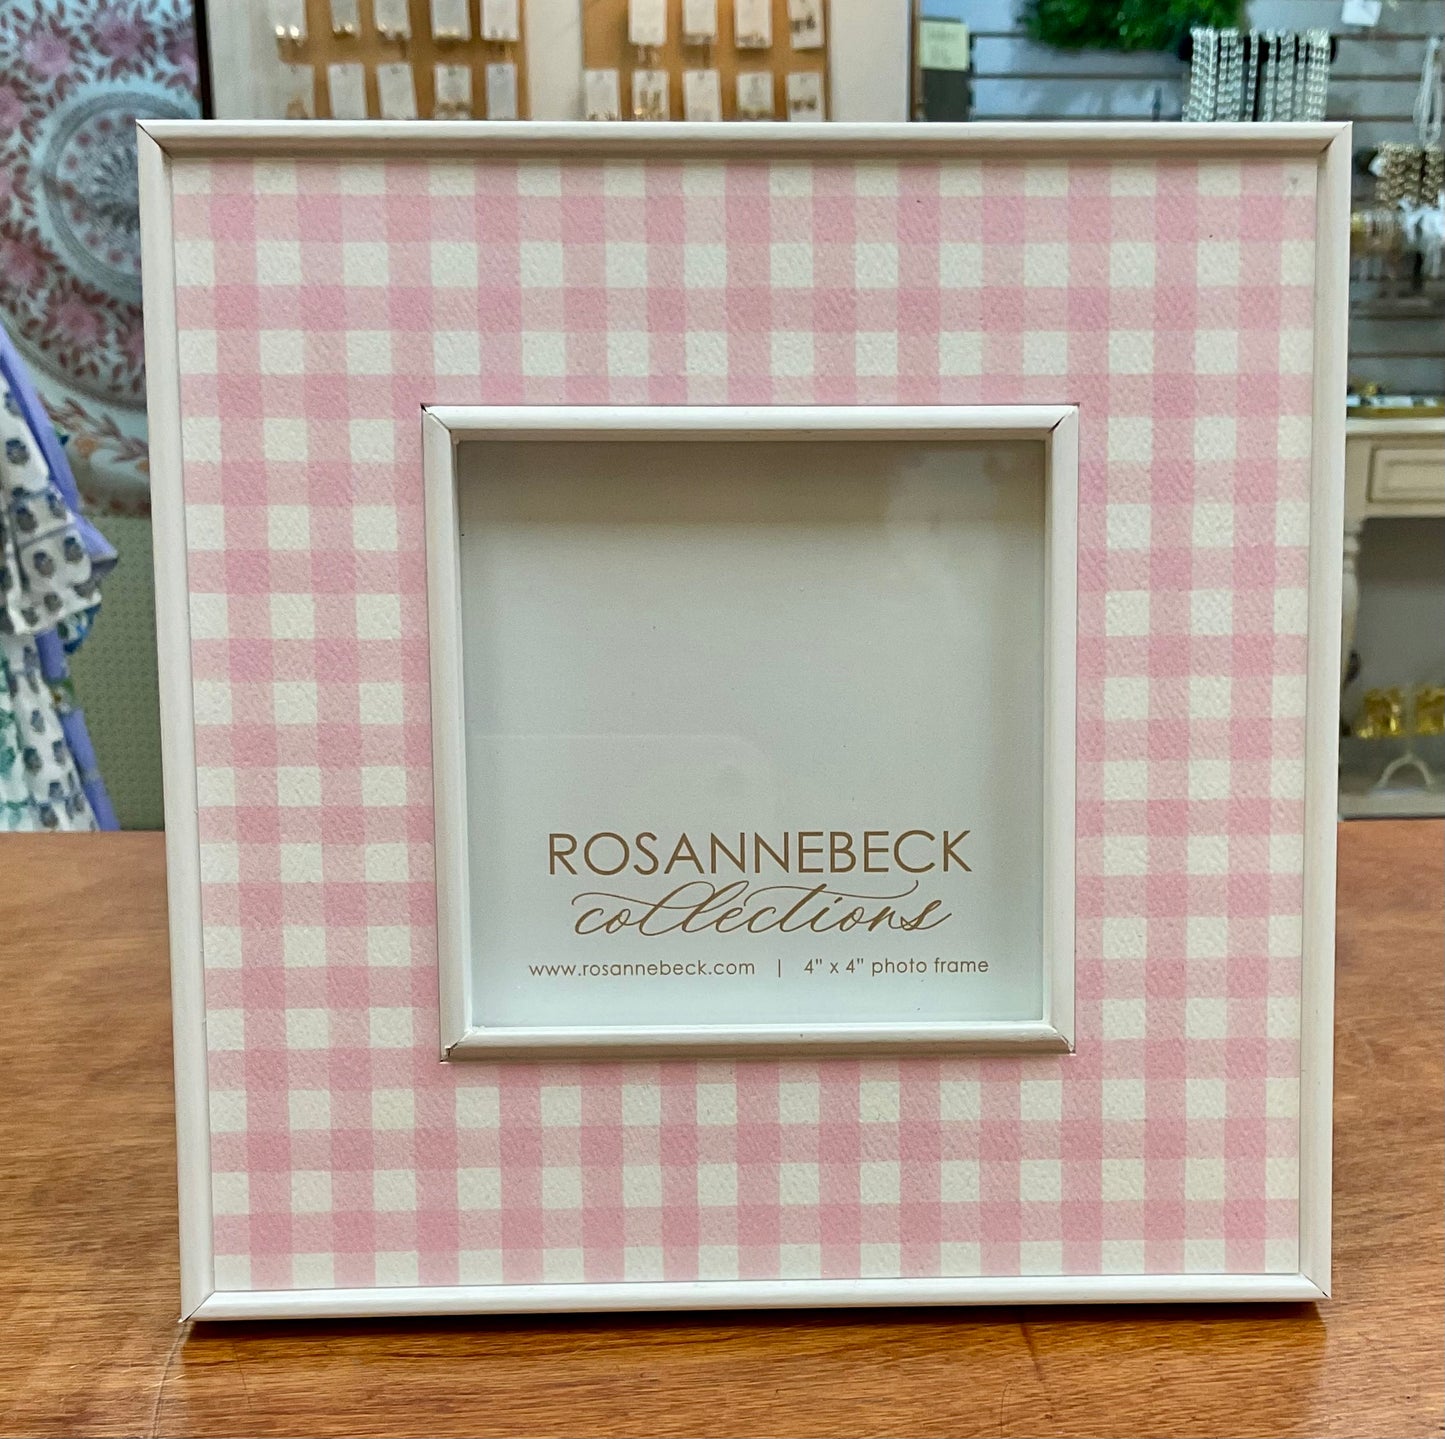 ROSANNEBECK
collections
www.rosannebeck.com | 4" x 4" photo frame